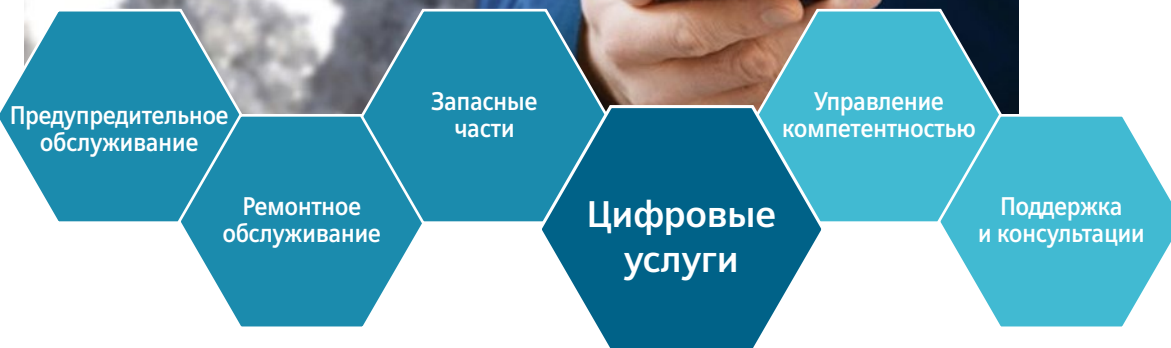 Предупредительное
обслуживание
Ремонтное
обслуживание
Запасные
части
Цифровые
услуги
Управление
компетентностью
Поддержка
и консультации